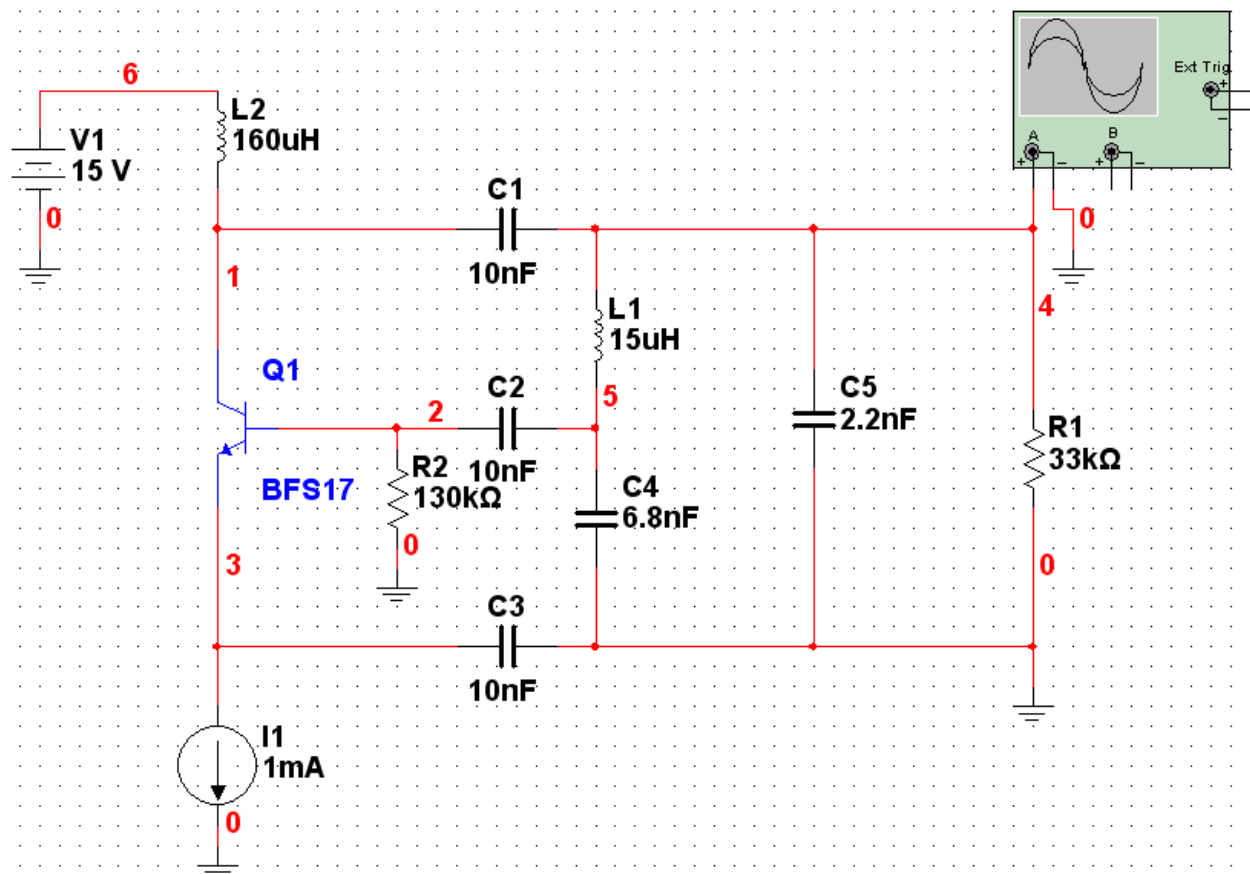 6
V1
15 V
0
L2
160uH
Ext Trig
+
−
A
B
+
−
+
−
0
C1
10nF
1
L1
15uH
4
Q1
C2
2
5
10nF
C5
2.2nF
R1
33kΩ
R2
130kΩ
BFS17
C4
6.8nF
0
3
0
C3
10nF
I1
1mA
0